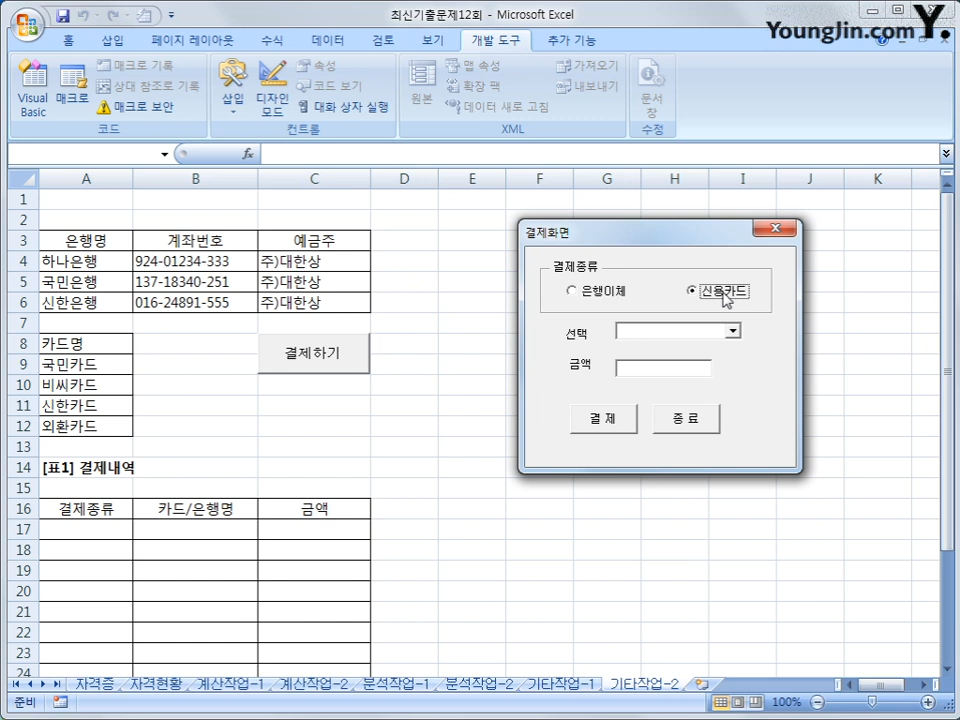 최신기출문제12회 - Microsoft Excel
YoungJin.com Y.
홈 삽입 페이지 레이아웃 수식 데이터 검토 보기 개발 도구 추가 기능
Visual Basic
매크로
매크로 기록
상대 참조로 기록
매크로 보안
코드
삽입
디자인 모드
속성
코드 보기
대화 상자 실행
컨트롤
원본
맵 속성
확장 팩
데이터 새로 고침
가져오기
내보내기
XML
문서 창
수정
fx
A B C D E F G H I J K
1
2
3 은행명 계좌번호 예금주
4 하나은행 924-01234-333 주)대한상
5 국민은행 137-18340-251 주)대한상
6 신한은행 016-24891-555 주)대한상
7
8 카드명
9 국민카드
10 비씨카드
11 신한카드
12 외환카드
결제하기
13
14 [표1] 결제내역
15
16 결제종류 카드/은행명 금액
17
18
19
20
21
22
23
24
결제화면
결제종류
은행이체 신용카드
선택
금액
결 제 종 료
자격증 자격현황 계산작업-1 계산작업-2 분석작업-1 분석작업-2 기타작업-1 기타작업-2
준비 100%